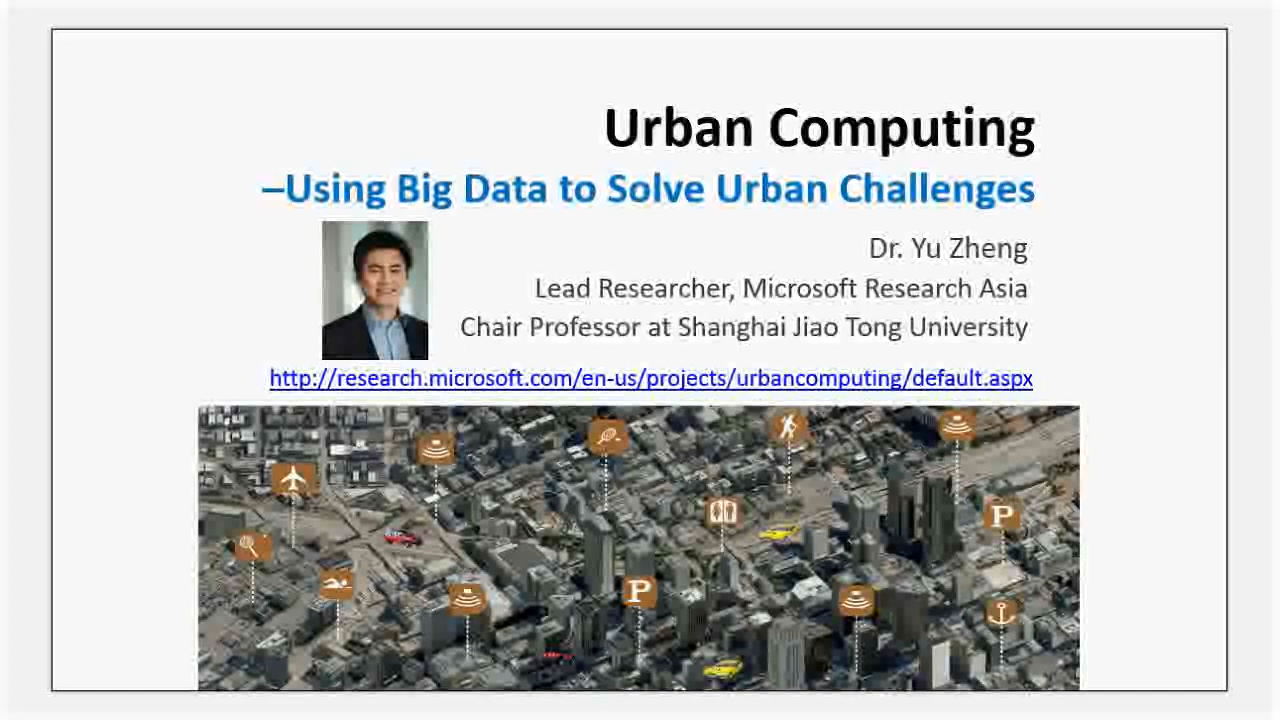 Urban Computing
–Using Big Data to Solve Urban Challenges
Dr. Yu Zheng
Lead Researcher, Microsoft Research Asia
Chair Professor at Shanghai Jiao Tong University
http://research.microsoft.com/en-us/projects/urbancomputing/default.aspx
P
P